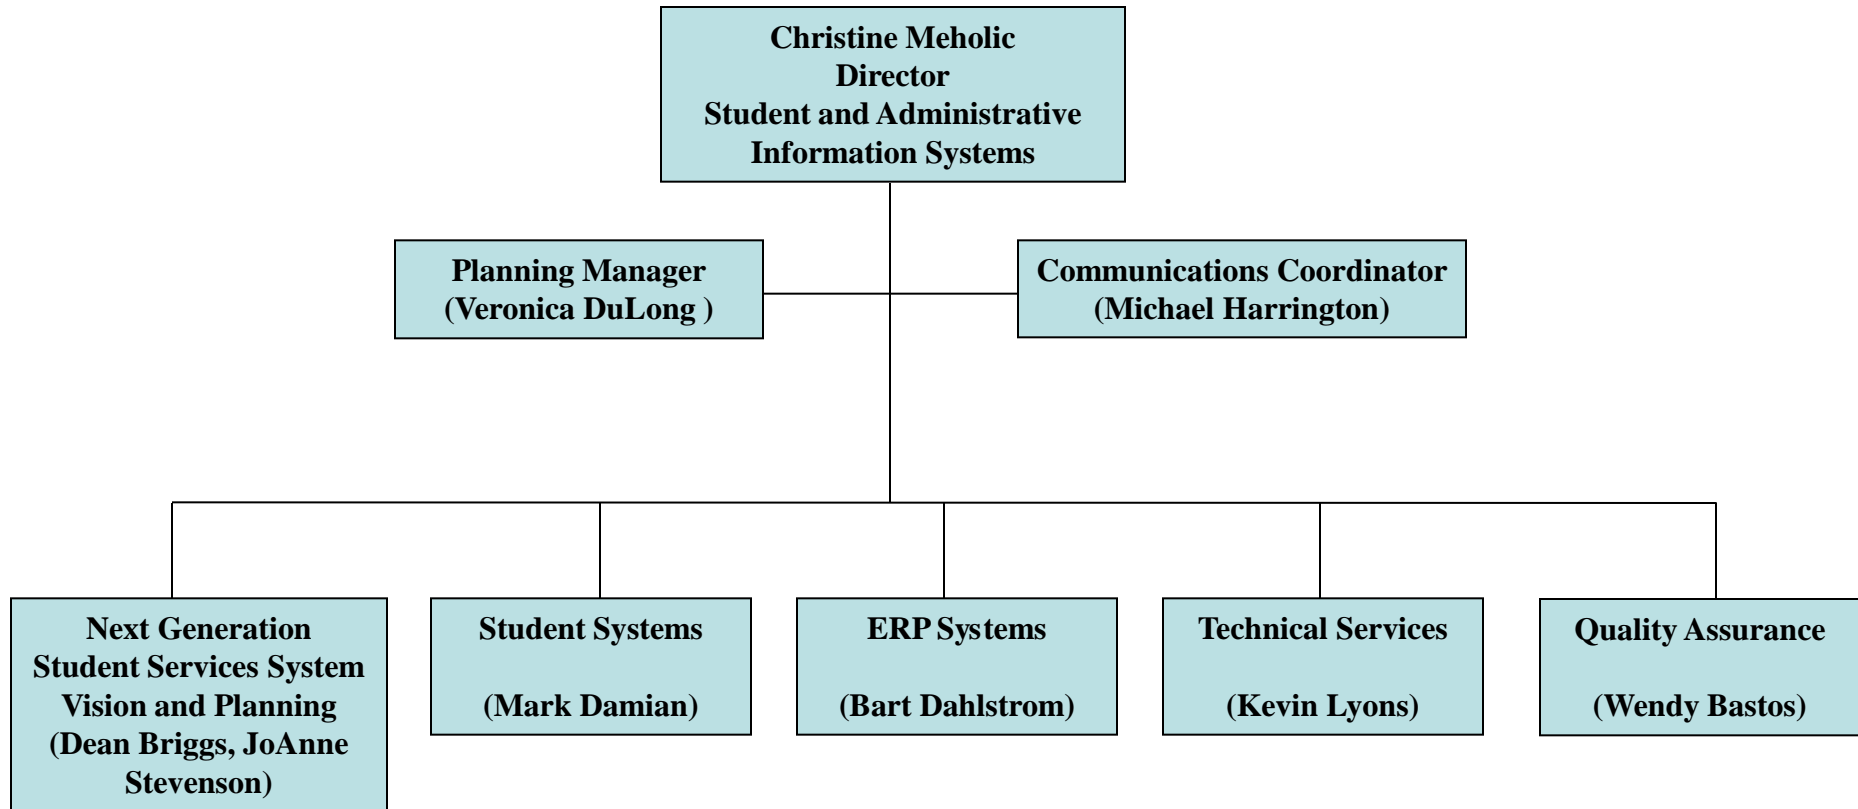 Christine Meholic
Director
Student and Administrative
Information Systems
Planning Manager
(Veronica DuLong )
Communications Coordinator
(Michael Harrington)
Next Generation
Student Services System
Vision and Planning
(Dean Briggs, JoAnne
Stevenson)
Student Systems
(Mark Damian)
ERP Systems
(Bart Dahlstrom)
Technical Services
(Kevin Lyons)
Quality Assurance
(Wendy Bastos)